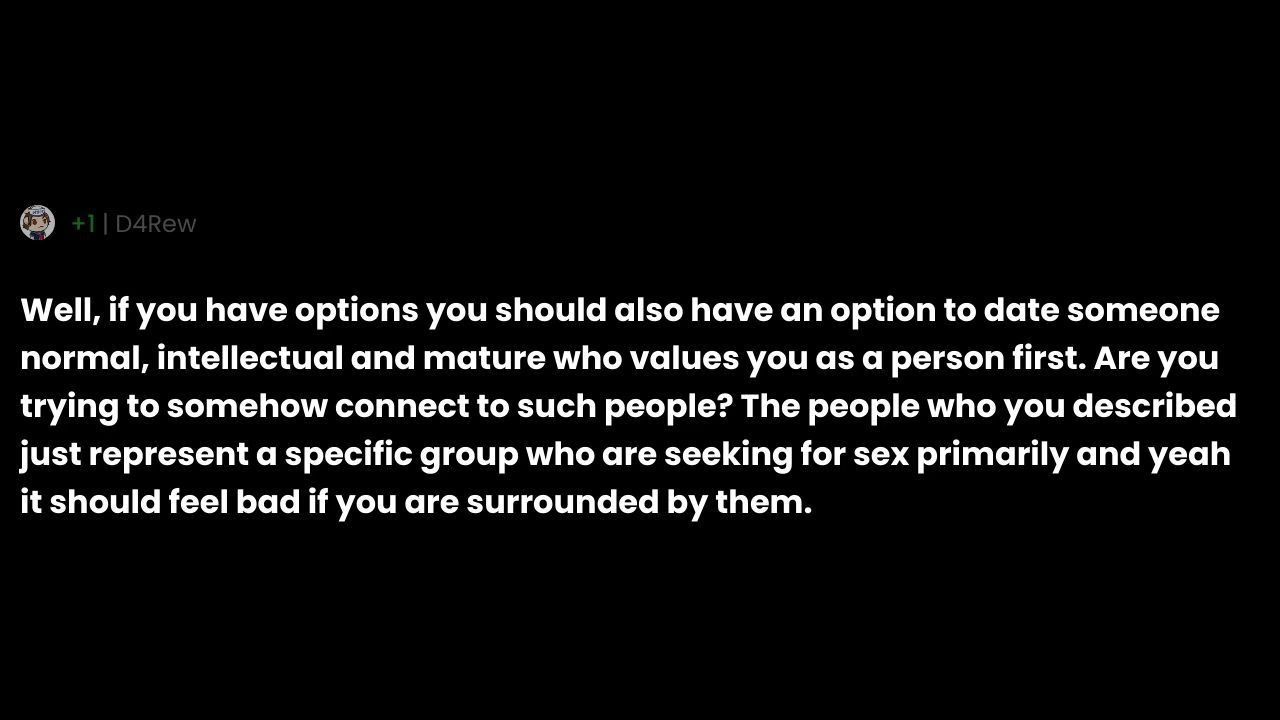 +1 | D4Rew
Well, if you have options you should also have an option to date someone
normal, intellectual and mature who values you as a person first. Are you
trying to somehow connect to such people? The people who you described
just represent a specific group who are seeking for sex primarily and yeah
it should feel bad if you are surrounded by them.